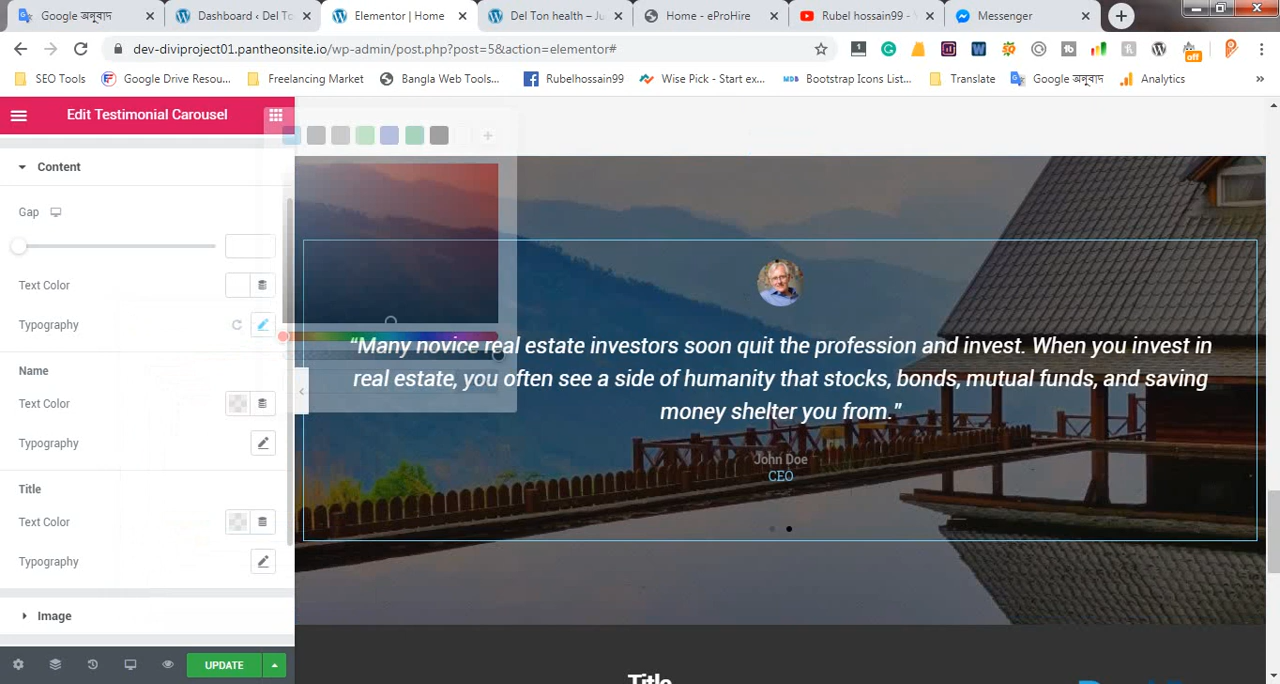 Google অনুবাদ
Dashboard ‹ Del To
Elementor | Home
Del Ton health – Ju
Home - eProHire
Rubel hossain99 -
Messenger
dev-diviproject01.pantheonsite.io/wp-admin/post.php?post=5&action=elementor#
SEO Tools
Google Drive Resou...
Freelancing Market
Bangla Web Tools...
Rubelhossain99
Wise Pick - Start ex...
MDB
Bootstrap Icons List...
Translate
Google অনুবাদ
Analytics
»
off
Edit Testimonial Carousel
Content
Gap
Text Color
Typography
Name
Text Color
Typography
Title
Text Color
Typography
Image
UPDATE
“Many novice real estate investors soon quit the profession and invest. When you invest in
real estate, you often see a side of humanity that stocks, bonds, mutual funds, and saving
money shelter you from.”
John Doe
CEO
Title